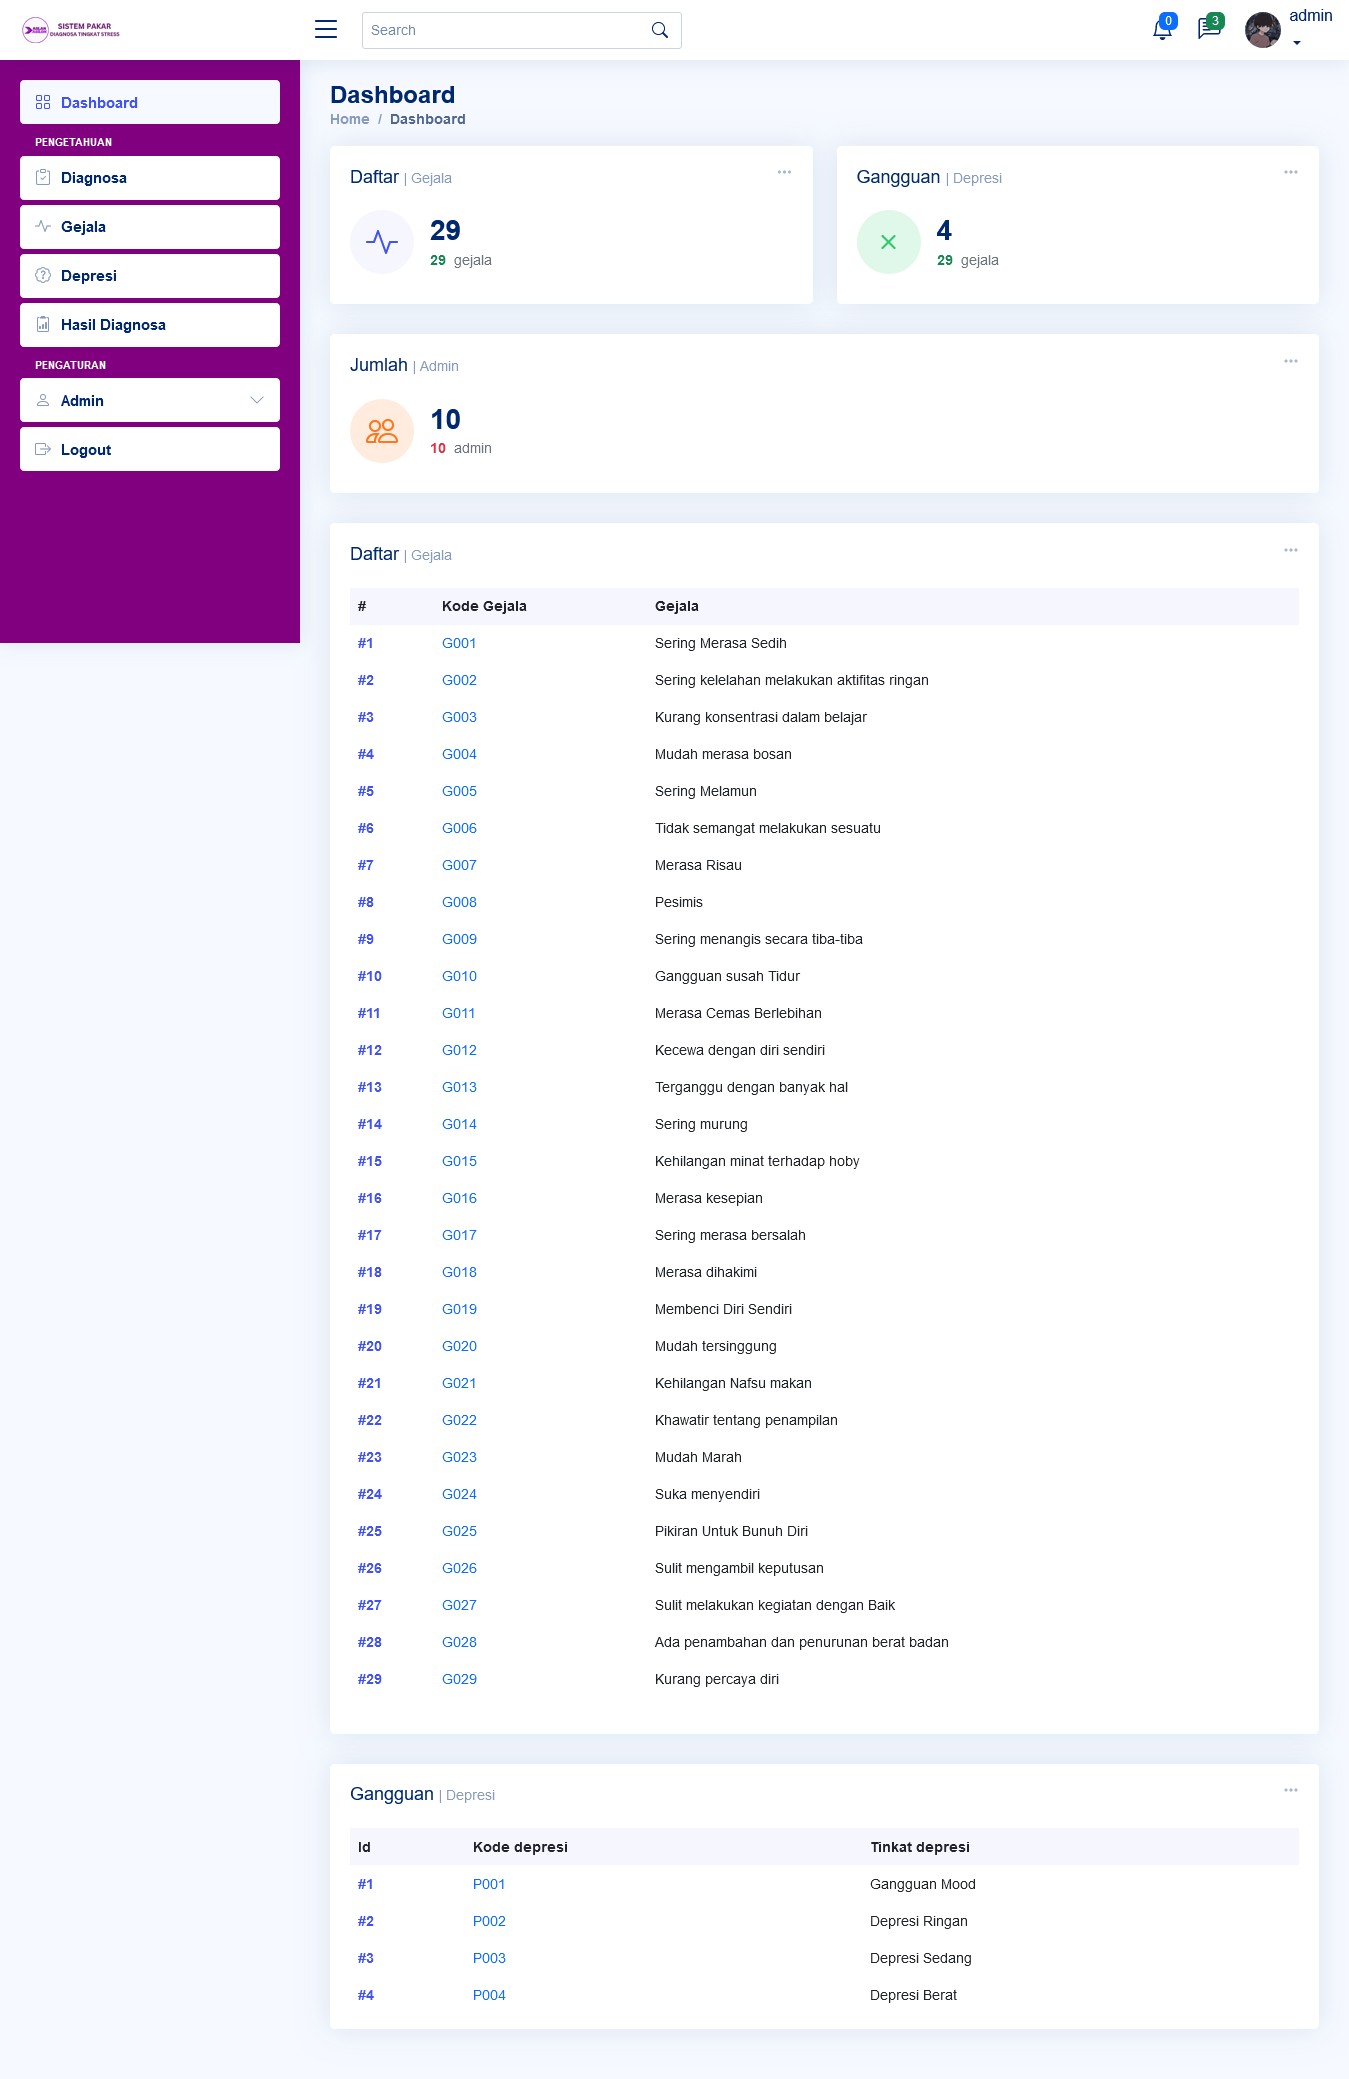 SISTEM PAKAR
DIAGNOSA TINGKAT STRESS
Search
0
3
admin
Dashboard
PENGETAHUAN
Diagnosa
Gejala
Depresi
Hasil Diagnosa
PENGATURAN
Admin
Logout
Dashboard
Home / Dashboard
Daftar | Gejala
29
29 gejala
Gangguan | Depresi
4
29 gejala
Jumlah | Admin
10
10 admin
Daftar | Gejala
# Kode Gejala Gejala
#1 G001 Sering Merasa Sedih
#2 G002 Sering kelelahan melakukan aktifitas ringan
#3 G003 Kurang konsentrasi dalam belajar
#4 G004 Mudah merasa bosan
#5 G005 Sering Melamun
#6 G006 Tidak semangat melakukan sesuatu
#7 G007 Merasa Risau
#8 G008 Pesimis
#9 G009 Sering menangis secara tiba-tiba
#10 G010 Gangguan susah Tidur
#11 G011 Merasa Cemas Berlebihan
#12 G012 Kecewa dengan diri sendiri
#13 G013 Terganggu dengan banyak hal
#14 G014 Sering murung
#15 G015 Kehilangan minat terhadap hoby
#16 G016 Merasa kesepian
#17 G017 Sering merasa bersalah
#18 G018 Merasa dihakimi
#19 G019 Membenci Diri Sendiri
#20 G020 Mudah tersinggung
#21 G021 Kehilangan Nafsu makan
#22 G022 Khawatir tentang penampilan
#23 G023 Mudah Marah
#24 G024 Suka menyendiri
#25 G025 Pikiran Untuk Bunuh Diri
#26 G026 Sulit mengambil keputusan
#27 G027 Sulit melakukan kegiatan dengan Baik
#28 G028 Ada penambahan dan penurunan berat badan
#29 G029 Kurang percaya diri
Gangguan | Depresi
Id Kode depresi Tinkat depresi
#1 P001 Gangguan Mood
#2 P002 Depresi Ringan
#3 P003 Depresi Sedang
#4 P004 Depresi Berat